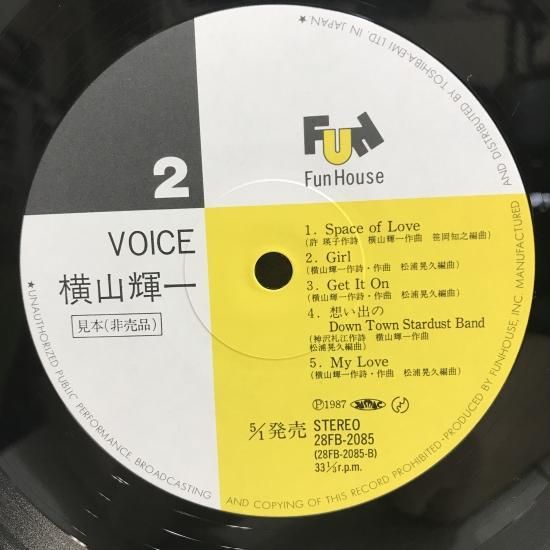 FUN
FunHouse
2
VOICE
横山輝一
見本(非売品)
1. Space of Love
(許 瑛子作詩 横山輝一作曲 笹岡知之編曲)
2. Girl
(横山輝一作詩・作曲 松浦晃久編曲)
3. Get It On
(横山輝一作詩・作曲 松浦晃久編曲)
4. 想い出の
Down Town Stardust Band
(神沢礼江作詩 横山輝一作曲
松浦晃久編曲)
5. My Love
(横山輝一作詩・作曲 松浦晃久編曲)
Ⓟ1987 JASRAC
5/1発売 STEREO
28FB-2085
(28FB-2085-B)
33⅓r.p.m.
★UNAUTHORIZED PUBLIC PERFORMANCE, BROADCASTING AND COPYING OF THIS RECORD PROHIBITED·PRODUCED BY FUNHOUSE, INC. MANUFACTURED AND DISTRIBUTED BY TOSHIBA-EMI LTD. IN JAPAN.★